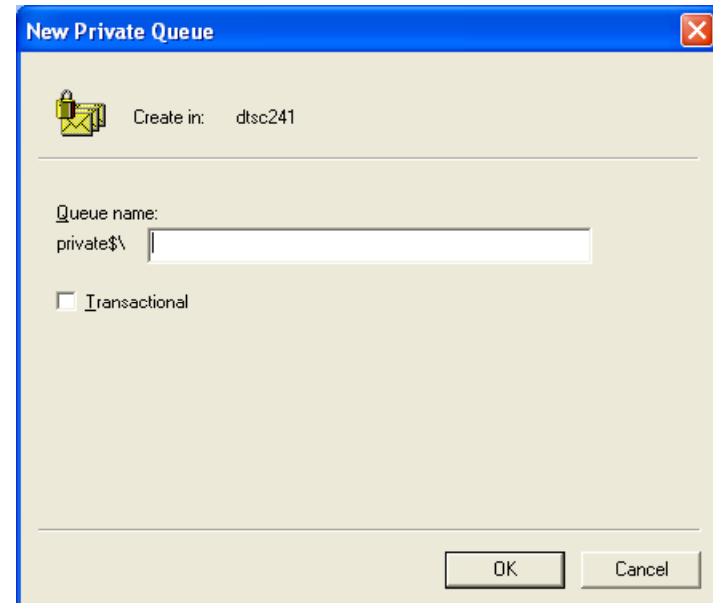 New Private Queue
Create in: dtsc241
Queue name:
private$\
Transactional
OK Cancel